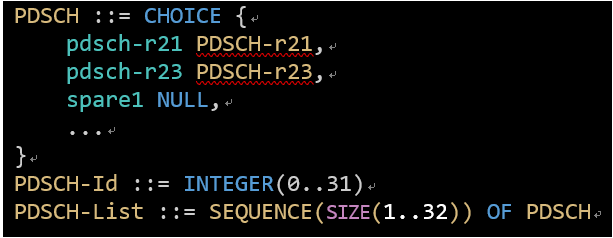 PDSCH ::= CHOICE {
pdsch-r21 PDSCH-r21,
pdsch-r23 PDSCH-r23,
spare1 NULL,
...
}
PDSCH-Id ::= INTEGER(0..31)
PDSCH-List ::= SEQUENCE(SIZE(1..32)) OF PDSCH